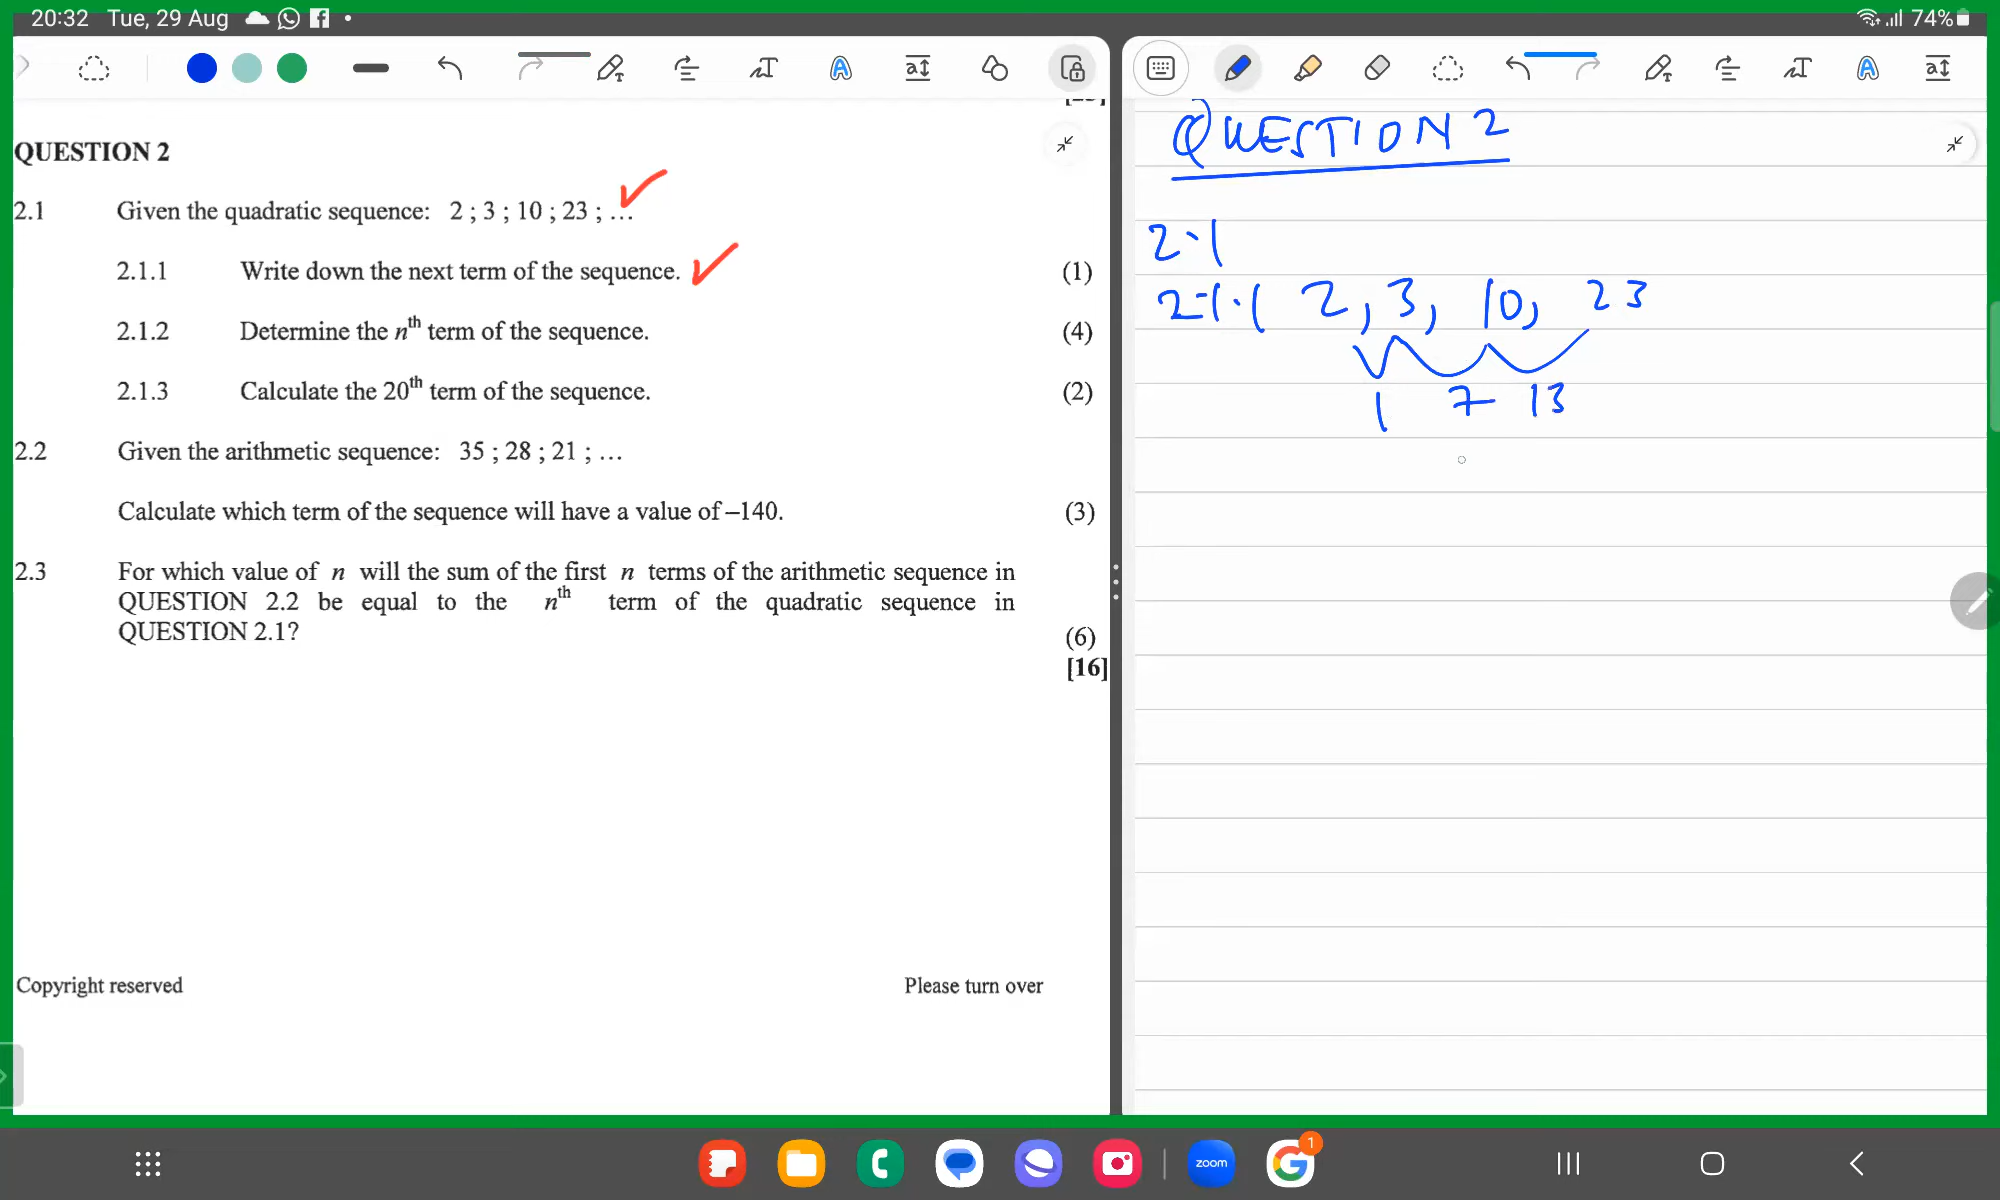 20:32 Tue, 29 Aug
74%
QUESTION 2
2.1 Given the quadratic sequence: 2 ; 3 ; 10 ; 23 ; ...
2.1.1 Write down the next term of the sequence. (1)
2.1.2 Determine the nth term of the sequence. (4)
2.1.3 Calculate the 20th term of the sequence. (2)
2.2 Given the arithmetic sequence: 35 ; 28 ; 21 ; ...
Calculate which term of the sequence will have a value of –140. (3)
2.3 For which value of n will the sum of the first n terms of the arithmetic sequence in
QUESTION 2.2 be equal to the nth term of the quadratic sequence in
QUESTION 2.1?
(6)
[16]
Copyright reserved Please turn over
QUESTION 2
2.1
2.1.1 2, 3, 10, 23
1 7 13
zoom
1